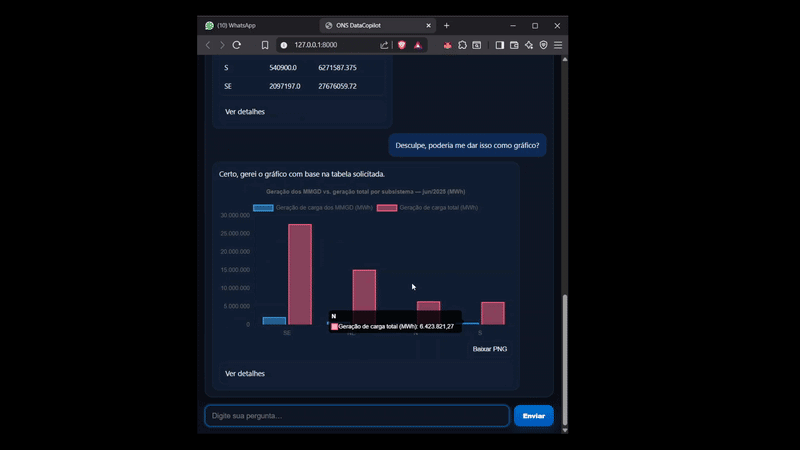 (10) WhatsApp
ONS DataCopilot
127.0.0.1:8000
S 540900.0 6271587.375
SE 2097197.0 27676059.72
Ver detalhes
Desculpe, poderia me dar isso como gráfico?
Certo, gerei o gráfico com base na tabela solicitada.
Geração dos MMGD vs. geração total por subsistema — jun/2025 (MWh)
Geração de carga dos MMGD (MWh) Geração de carga total (MWh)
30.000.000
25.000.000
20.000.000
15.000.000
10.000.000
5.000.000
0
N
Geração de carga total (MWh): 6.423.821,27
SE S
Baixar PNG
Ver detalhes
Digite sua pergunta...
Enviar